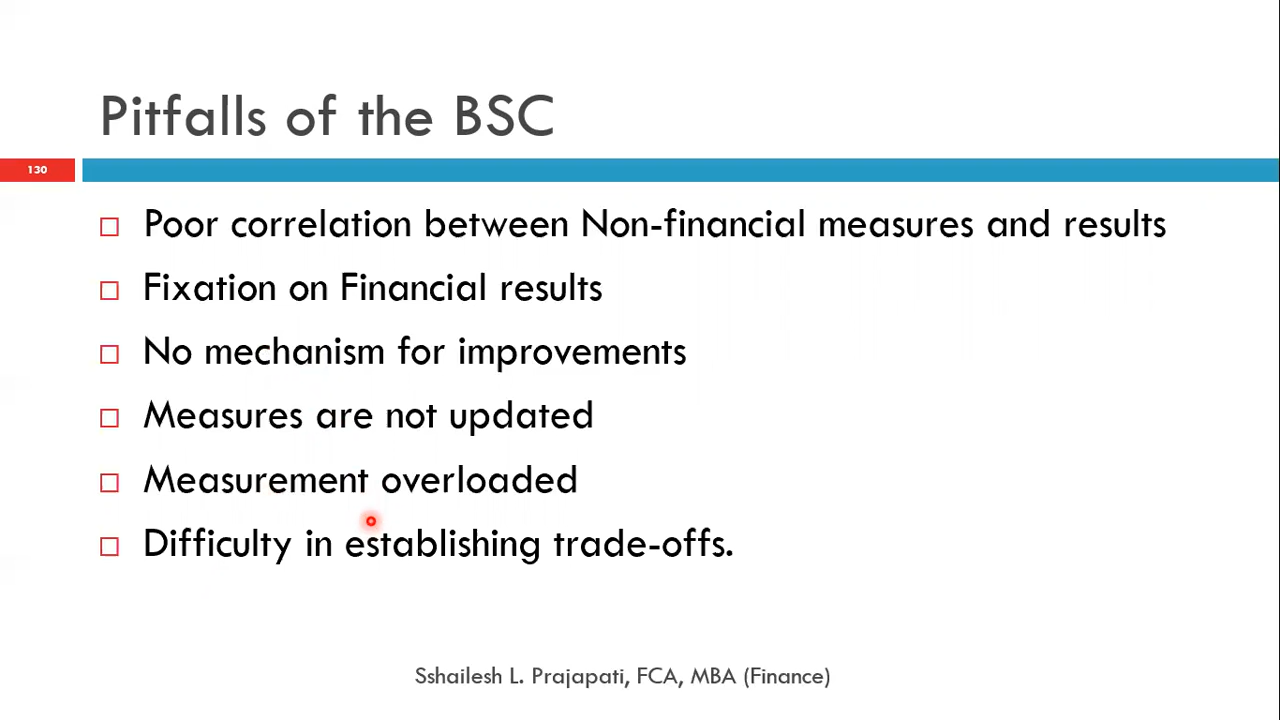 Pitfalls of the BSC
130
Poor correlation between Non-financial measures and results
Fixation on Financial results
No mechanism for improvements
Measures are not updated
Measurement overloaded
Difficulty in establishing trade-offs.
Sshailesh L. Prajapati, FCA, MBA (Finance)